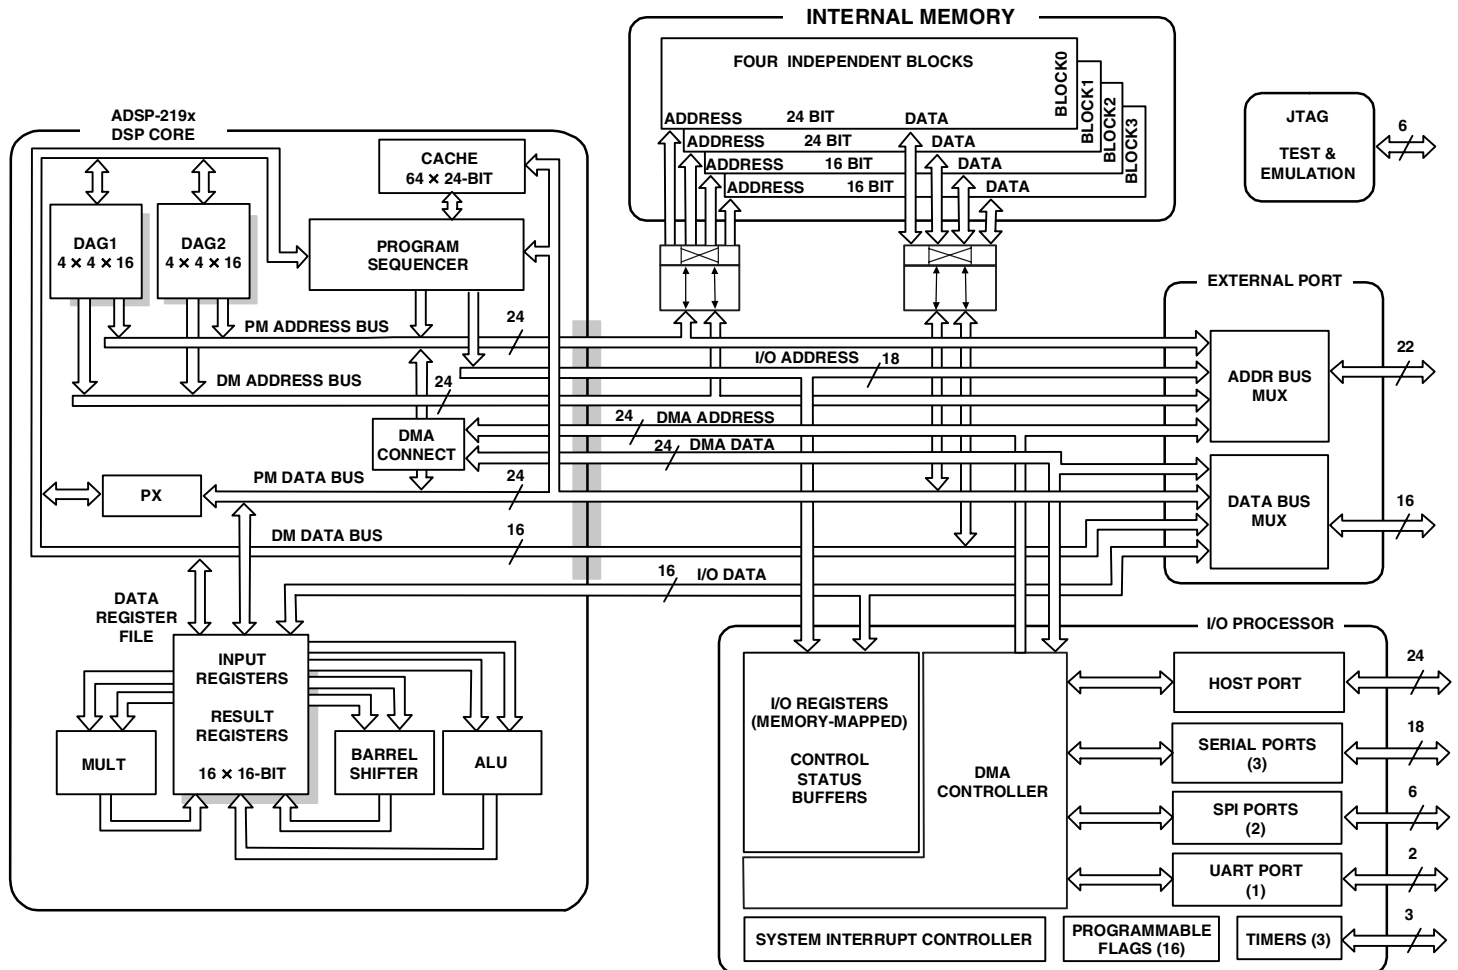 INTERNAL MEMORY
FOUR INDEPENDENT BLOCKS
BLOCK0
BLOCK1
BLOCK2
BLOCK3
ADDRESS 24 BIT DATA
ADDRESS 24 BIT DATA
ADDRESS 16 BIT DATA
ADDRESS 16 BIT DATA
JTAG
TEST &
EMULATION
6
ADSP-219x
DSP CORE
CACHE
64 × 24-BIT
DAG1
4 × 4 × 16
DAG2
4 × 4 × 16
PROGRAM
SEQUENCER
PM ADDRESS BUS
24
I/O ADDRESS
18
DM ADDRESS BUS
24
DMA
CONNECT
24
DMA ADDRESS
24
DMA DATA
PX
PM DATA BUS
24
DM DATA BUS
16
16
I/O DATA
EXTERNAL PORT
ADDR BUS
MUX
22
DATA BUS
MUX
16
DATA
REGISTER
FILE
INPUT
REGISTERS
RESULT
REGISTERS
16 × 16-BIT
MULT
BARREL
SHIFTER
ALU
I/O PROCESSOR
I/O REGISTERS
(MEMORY-MAPPED)
CONTROL
STATUS
BUFFERS
DMA
CONTROLLER
HOST PORT
24
SERIAL PORTS
(3)
18
SPI PORTS
(2)
6
UART PORT
(1)
2
SYSTEM INTERRUPT CONTROLLER
PROGRAMMABLE
FLAGS (16)
TIMERS (3)
3